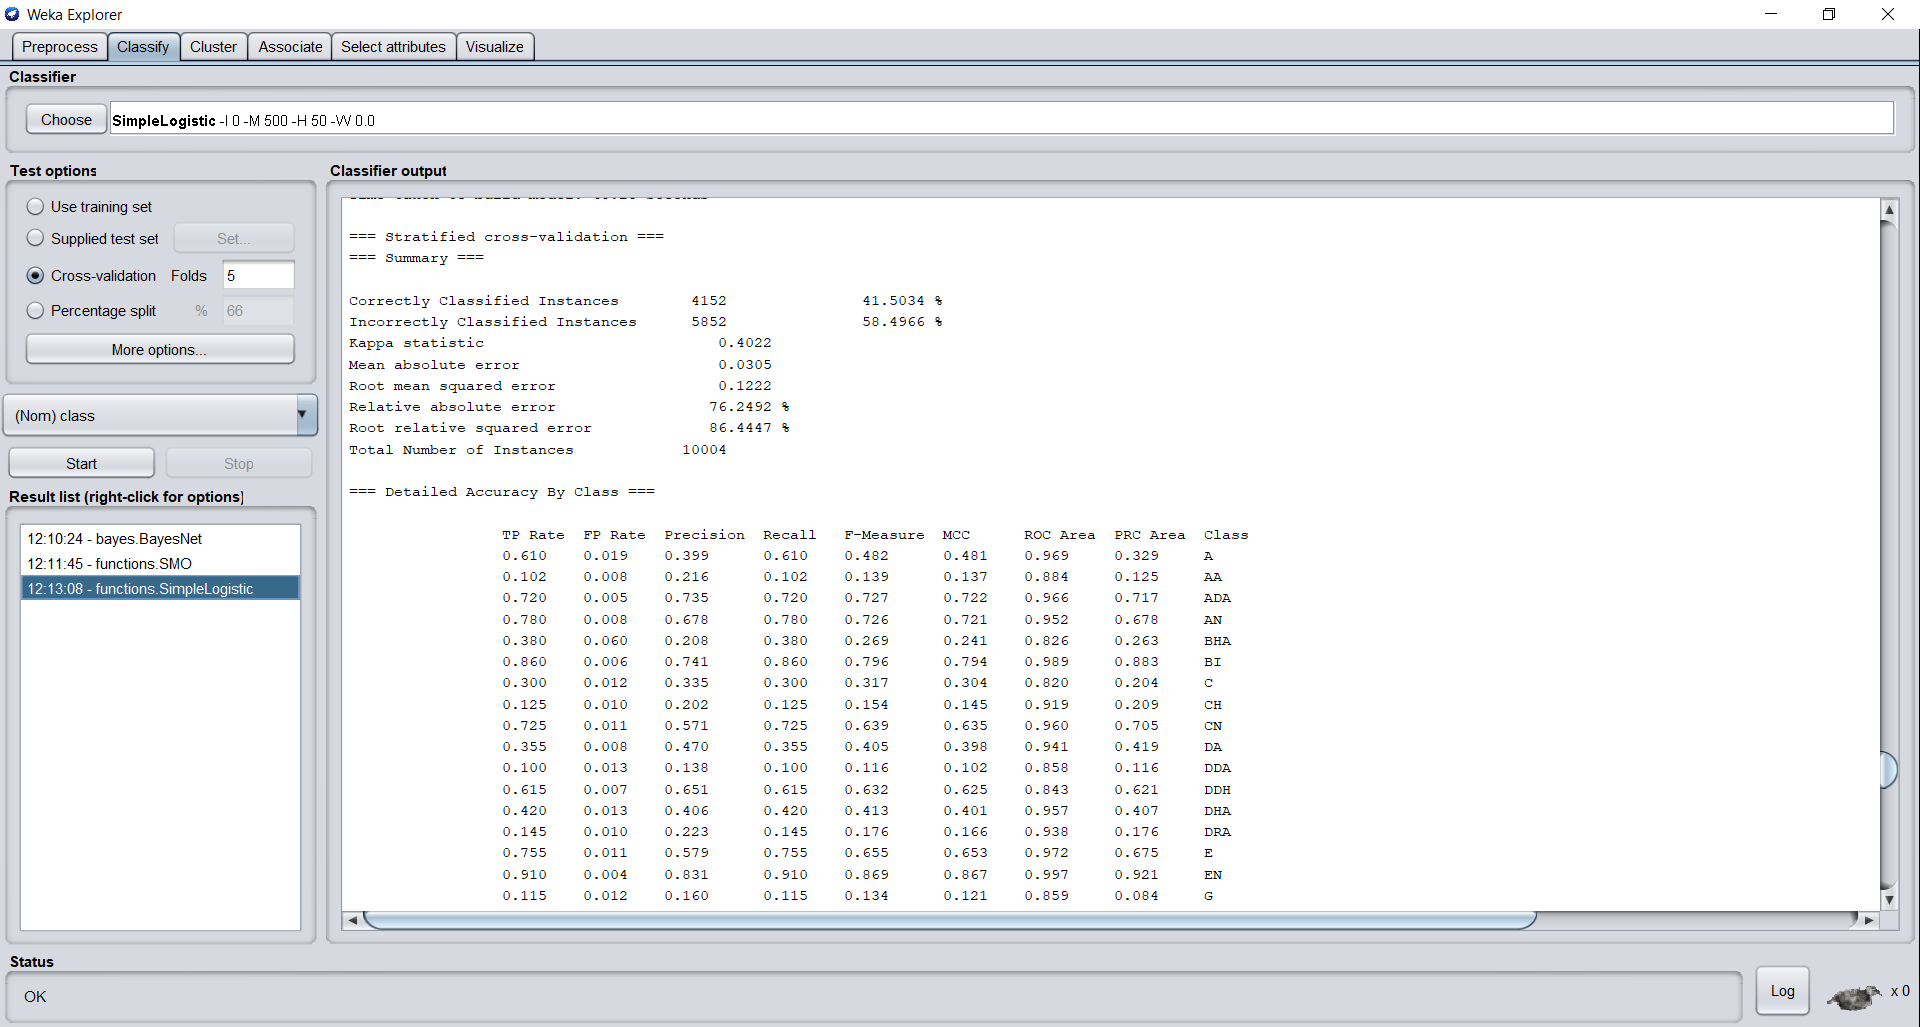 Weka Explorer
Preprocess Classify Cluster Associate Select attributes Visualize
Classifier
Choose SimpleLogistic -I 0 -M 500 -H 50 -W 0.0
Test options
Use training set
Supplied test set Set...
Cross-validation Folds 5
Percentage split % 66
More options...
(Nom) class
Start Stop
Result list (right-click for options)
12:10:24 - bayes.BayesNet
12:11:45 - functions.SMO
12:13:08 - functions.SimpleLogistic
Classifier output
=== Stratified cross-validation ===
=== Summary ===
Correctly Classified Instances 4152 41.5034 %
Incorrectly Classified Instances 5852 58.4966 %
Kappa statistic 0.4022
Mean absolute error 0.0305
Root mean squared error 0.1222
Relative absolute error 76.2492 %
Root relative squared error 86.4447 %
Total Number of Instances 10004
=== Detailed Accuracy By Class ===
TP Rate FP Rate Precision Recall F-Measure MCC ROC Area PRC Area Class
0.610 0.019 0.399 0.610 0.482 0.481 0.969 0.329 A
0.102 0.008 0.216 0.102 0.139 0.137 0.884 0.125 AA
0.720 0.005 0.735 0.720 0.727 0.722 0.966 0.717 ADA
0.780 0.008 0.678 0.780 0.726 0.721 0.952 0.678 AN
0.380 0.060 0.208 0.380 0.269 0.241 0.826 0.263 BHA
0.860 0.006 0.741 0.860 0.796 0.794 0.989 0.883 BI
0.300 0.012 0.335 0.300 0.317 0.304 0.820 0.204 C
0.125 0.010 0.202 0.125 0.154 0.145 0.919 0.209 CH
0.725 0.011 0.571 0.725 0.639 0.635 0.960 0.705 CN
0.355 0.008 0.470 0.355 0.405 0.398 0.941 0.419 DA
0.100 0.013 0.138 0.100 0.116 0.102 0.858 0.116 DDA
0.615 0.007 0.651 0.615 0.632 0.625 0.843 0.621 DDH
0.420 0.013 0.406 0.420 0.413 0.401 0.957 0.407 DHA
0.145 0.010 0.223 0.145 0.176 0.166 0.938 0.176 DRA
0.755 0.011 0.579 0.755 0.655 0.653 0.972 0.675 E
0.910 0.004 0.831 0.910 0.869 0.867 0.997 0.921 EN
0.115 0.012 0.160 0.115 0.134 0.121 0.859 0.084 G
Status
OK
Log x 0